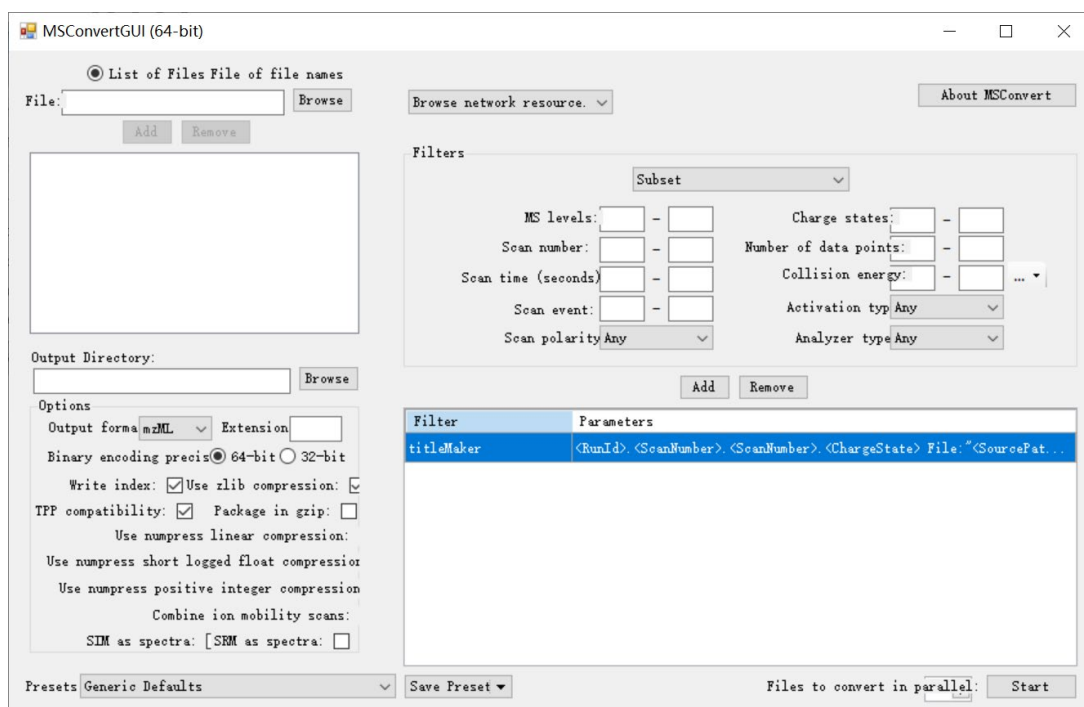 MSConvertGUI (64-bit)
List of Files File of file names
File: Browse
Add Remove
Browse network resource.
About MSConvert
Filters
Subset
MS levels: - Charge states: -
Scan number: - Number of data points: -
Scan time (seconds) - Collision energy: - ...
Scan event: - Activation typ Any
Scan polarity Any Analyzer type Any
Add Remove
Output Directory:
Browse
Options
Output forma mzML Extension
Binary encoding precis 64-bit 32-bit
Write index: Use zlib compression:
TPP compatibility: Package in gzip:
Use numpress linear compression:
Use numpress short logged float compression
Use numpress positive integer compression
Combine ion mobility scans:
SIM as spectra: SRM as spectra:
Filter Parameters
titleMaker <RunId>.<ScanNumber>.<ScanNumber>.<ChargeState> File:"<SourcePat...
Presets Generic Defaults Save Preset Files to convert in parallel: Start